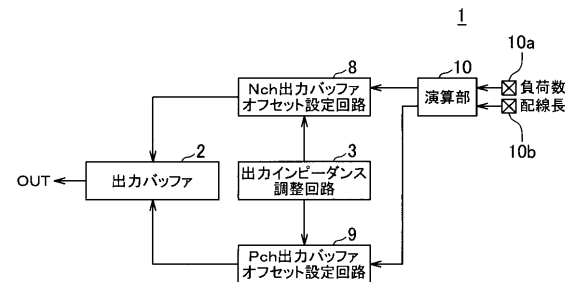 1
8
Nch出力バッファ
オフセット設定回路
10
演算部
10a
負荷数
配線長
10b
2
出力バッファ
OUT
3
出力インピーダンス
調整回路
9
Pch出力バッファ
オフセット設定回路